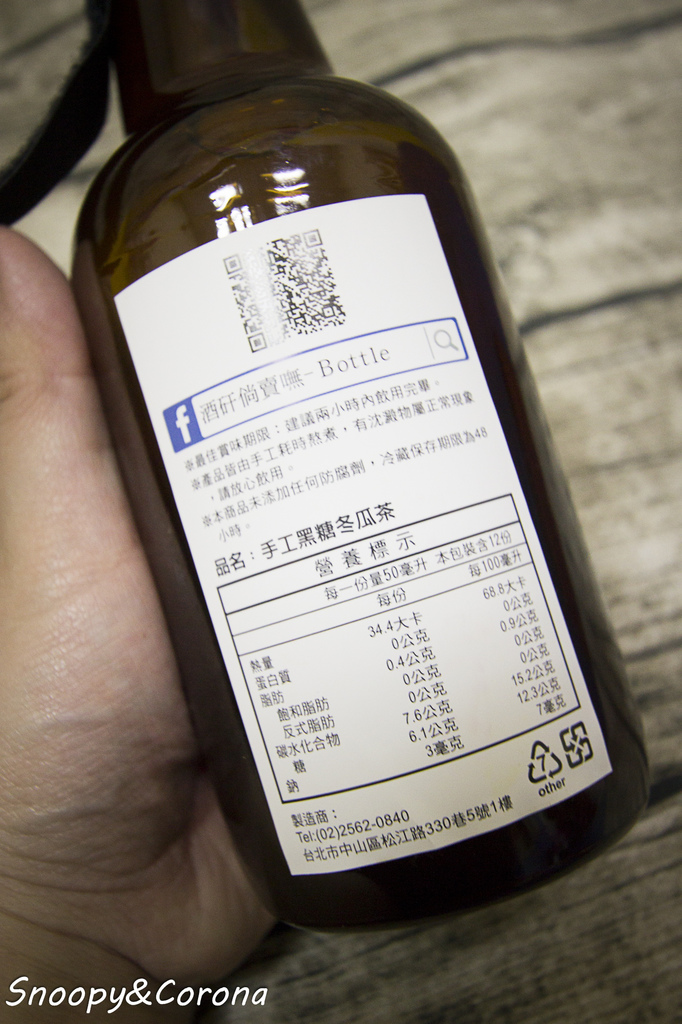 酒矸倘賣嘸-Bottle
※最佳賞味期限：建議兩小時內飲用完畢。
※產品皆由手工耗時熬煮，有沈澱物屬正常現象
，請放心飲用。
※本商品未添加任何防腐劑，冷藏保存期限為48
小時。
品名：手工黑糖冬瓜茶
營養標示
每一份量50毫升 本包裝含12份
每份 每100毫升
熱量 34.4大卡 68.8大卡
蛋白質 0公克 0公克
脂肪 0.4公克 0.9公克
飽和脂肪 0公克 0公克
反式脂肪 0公克 0公克
碳水化合物 7.6公克 15.2公克
糖 6.1公克 12.3公克
鈉 3毫克 7毫克
7
other
製造商：
Tel:(02)2562-0840
台北市中山區松江路330巷5號1樓
Snoopy&Corona